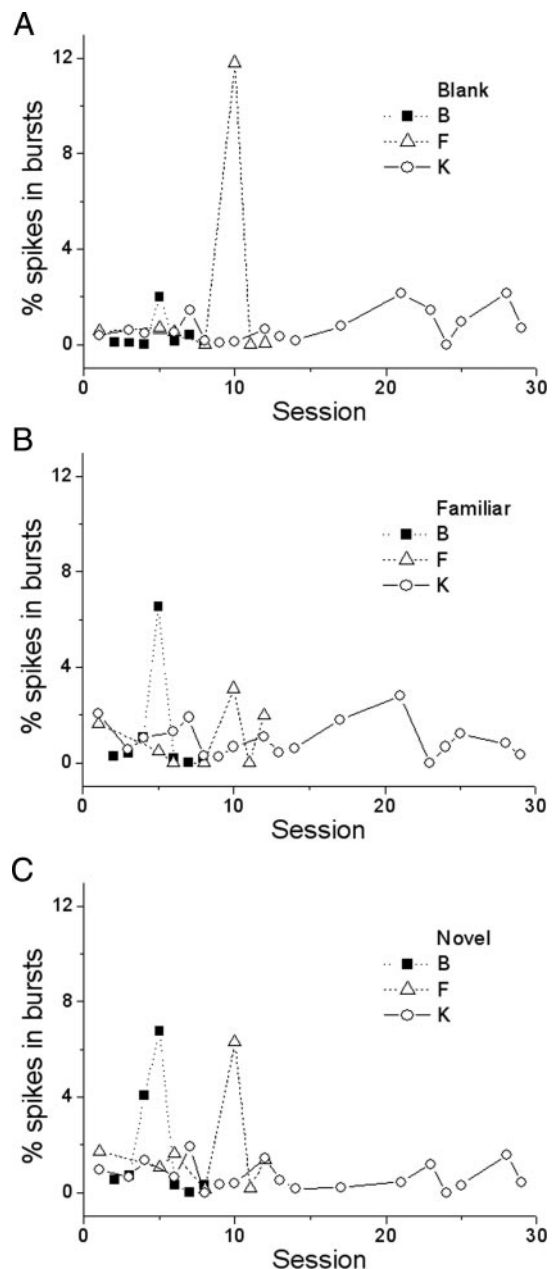 A
% spikes in bursts
12
8
4
0
Blank
B
F
K
0 10 20 30
Session
B
% spikes in bursts
12
8
4
0
Familiar
B
F
K
0 10 20 30
Session
C
% spikes in bursts
12
8
4
0
Novel
B
F
K
0 10 20 30
Session